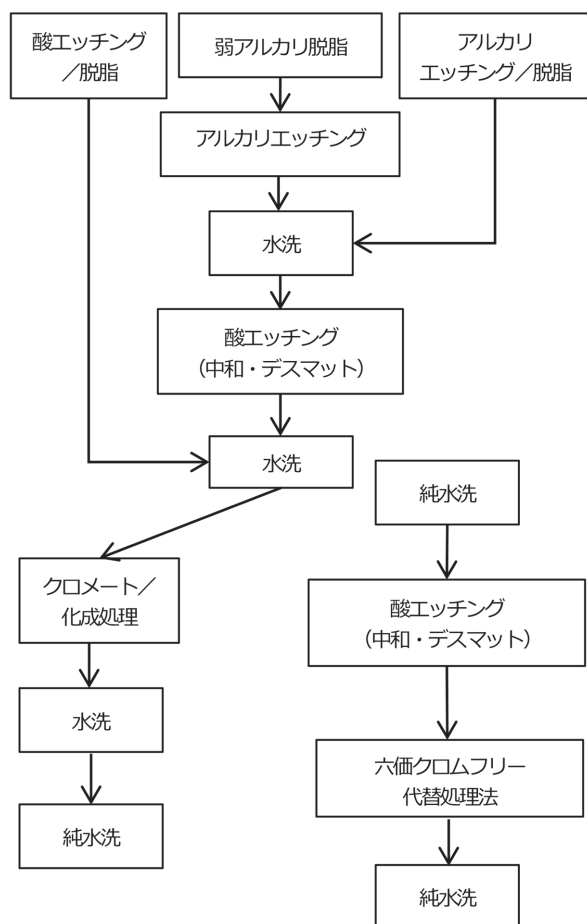 酸エッチング
／脱脂
弱アルカリ脱脂
アルカリ
エッチング／脱脂
アルカリエッチング
水洗
酸エッチング
（中和・デスマット）
水洗
純水洗
クロメート／
化成処理
酸エッチング
（中和・デスマット）
水洗
六価クロムフリー
代替処理法
純水洗
純水洗